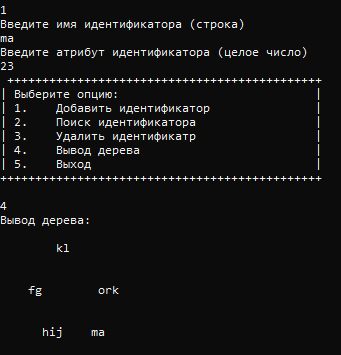 1
Введите имя идентификатора (строка)
ma
Введите атрибут идентификатора (целое число)
23
+++++++++++++++++++++++++++++++++++++++++++++
| Выберите опцию: |
| 1. Добавить идентификатор |
| 2. Поиск идентификатора |
| 3. Удалить идентификатр |
| 4. Вывод дерева |
| 5. Выход |
++++++++++++++++++++++++++++++++++++++++++++++
4
Вывод дерева:
kl
fg ork
hij ma